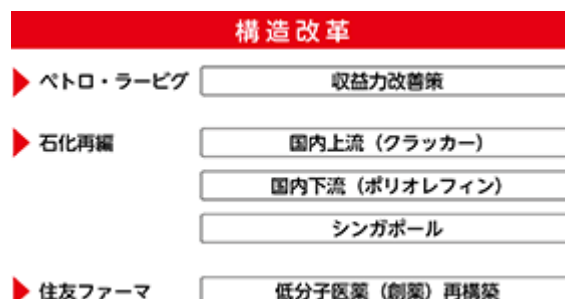 構造改革
ペトロ・ラービグ 収益力改善策
石化再編 国内上流（クラッカー）
国内下流（ポリオレフィン）
シンガポール
住友ファーマ 低分子医薬（創薬）再構築